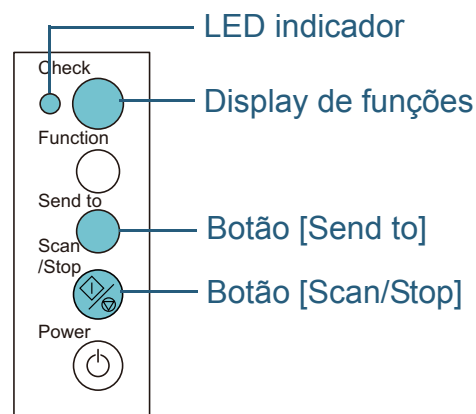 LED indicador
Check
Display de funções
Function
Send to
Botão [Send to]
Scan
/Stop
Botão [Scan/Stop]
Power